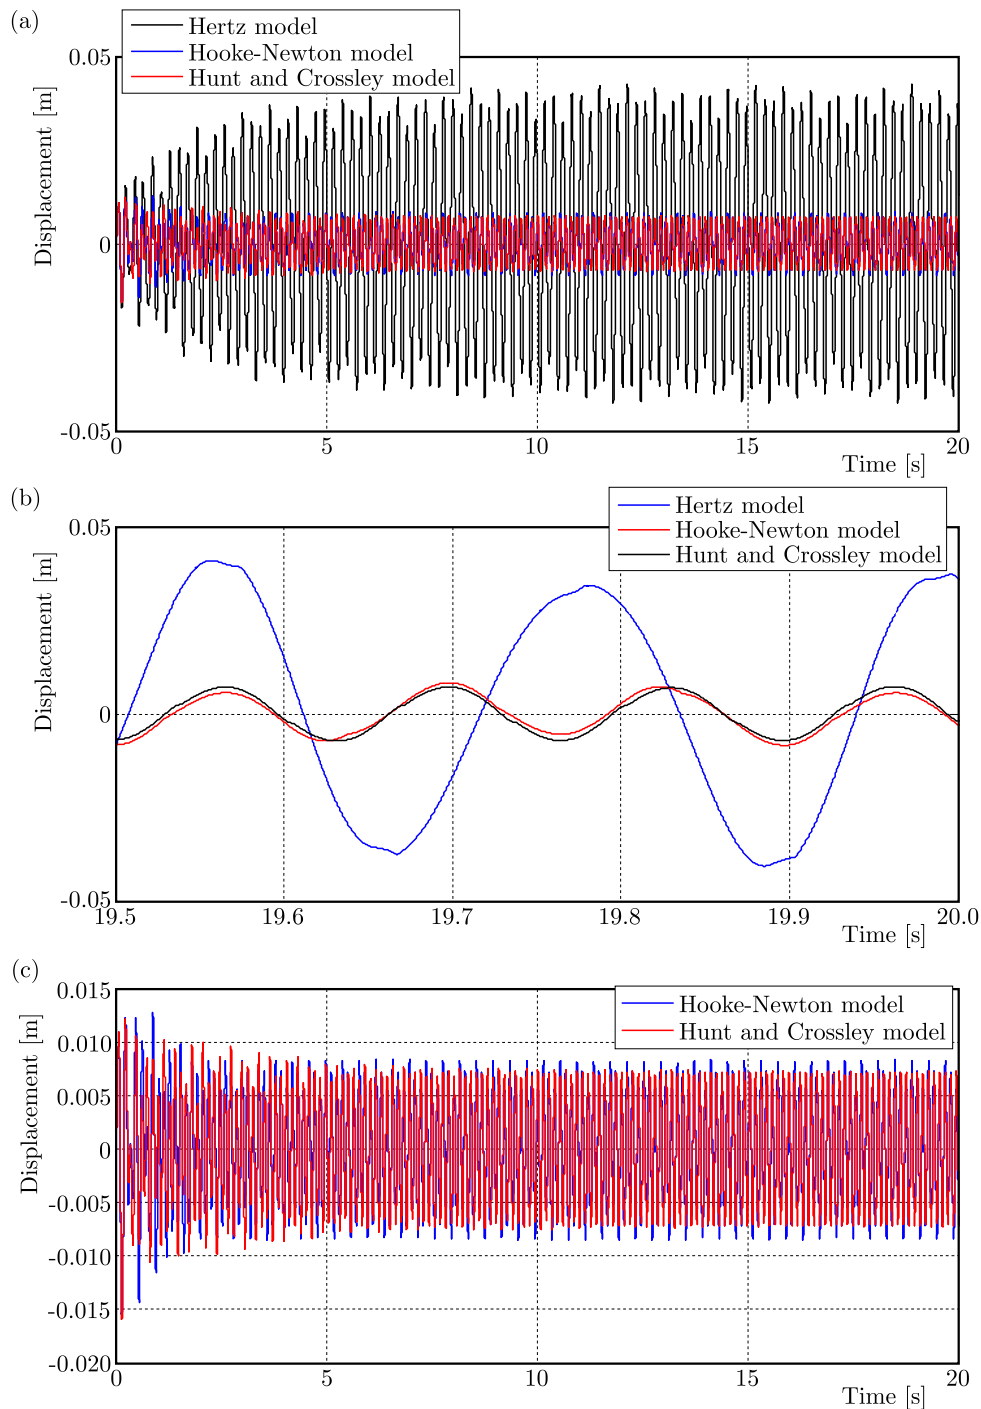 (a)
Hertz model
Hooke-Newton model
Hunt and Crossley model
Displacement [m]
0.05
0
-0.05
0 5 10 15 20
Time [s]
(b)
Hertz model
Hooke-Newton model
Hunt and Crossley model
Displacement [m]
0.05
0
-0.05
19.5 19.6 19.7 19.8 19.9 20.0
Time [s]
(c)
Hooke-Newton model
Hunt and Crossley model
Displacement [m]
0.015
0.010
0.005
0
-0.005
-0.010
-0.015
-0.020
0 5 10 15 20
Time [s]